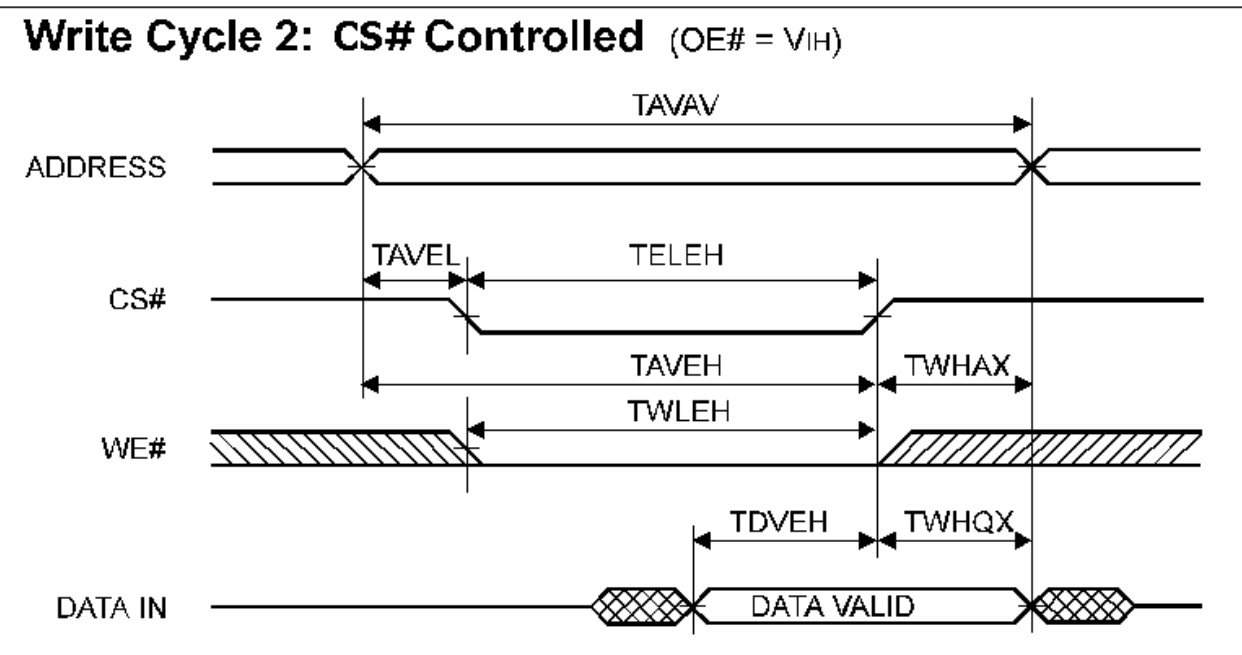 Write Cycle 2: CS# Controlled (OE# = VIH)
TAVAV
ADDRESS
TAVEL TELEH
CS#
TAVEH TWHAX
TWLEH
WE#
TDVEH TWHQX
DATA IN DATA VALID